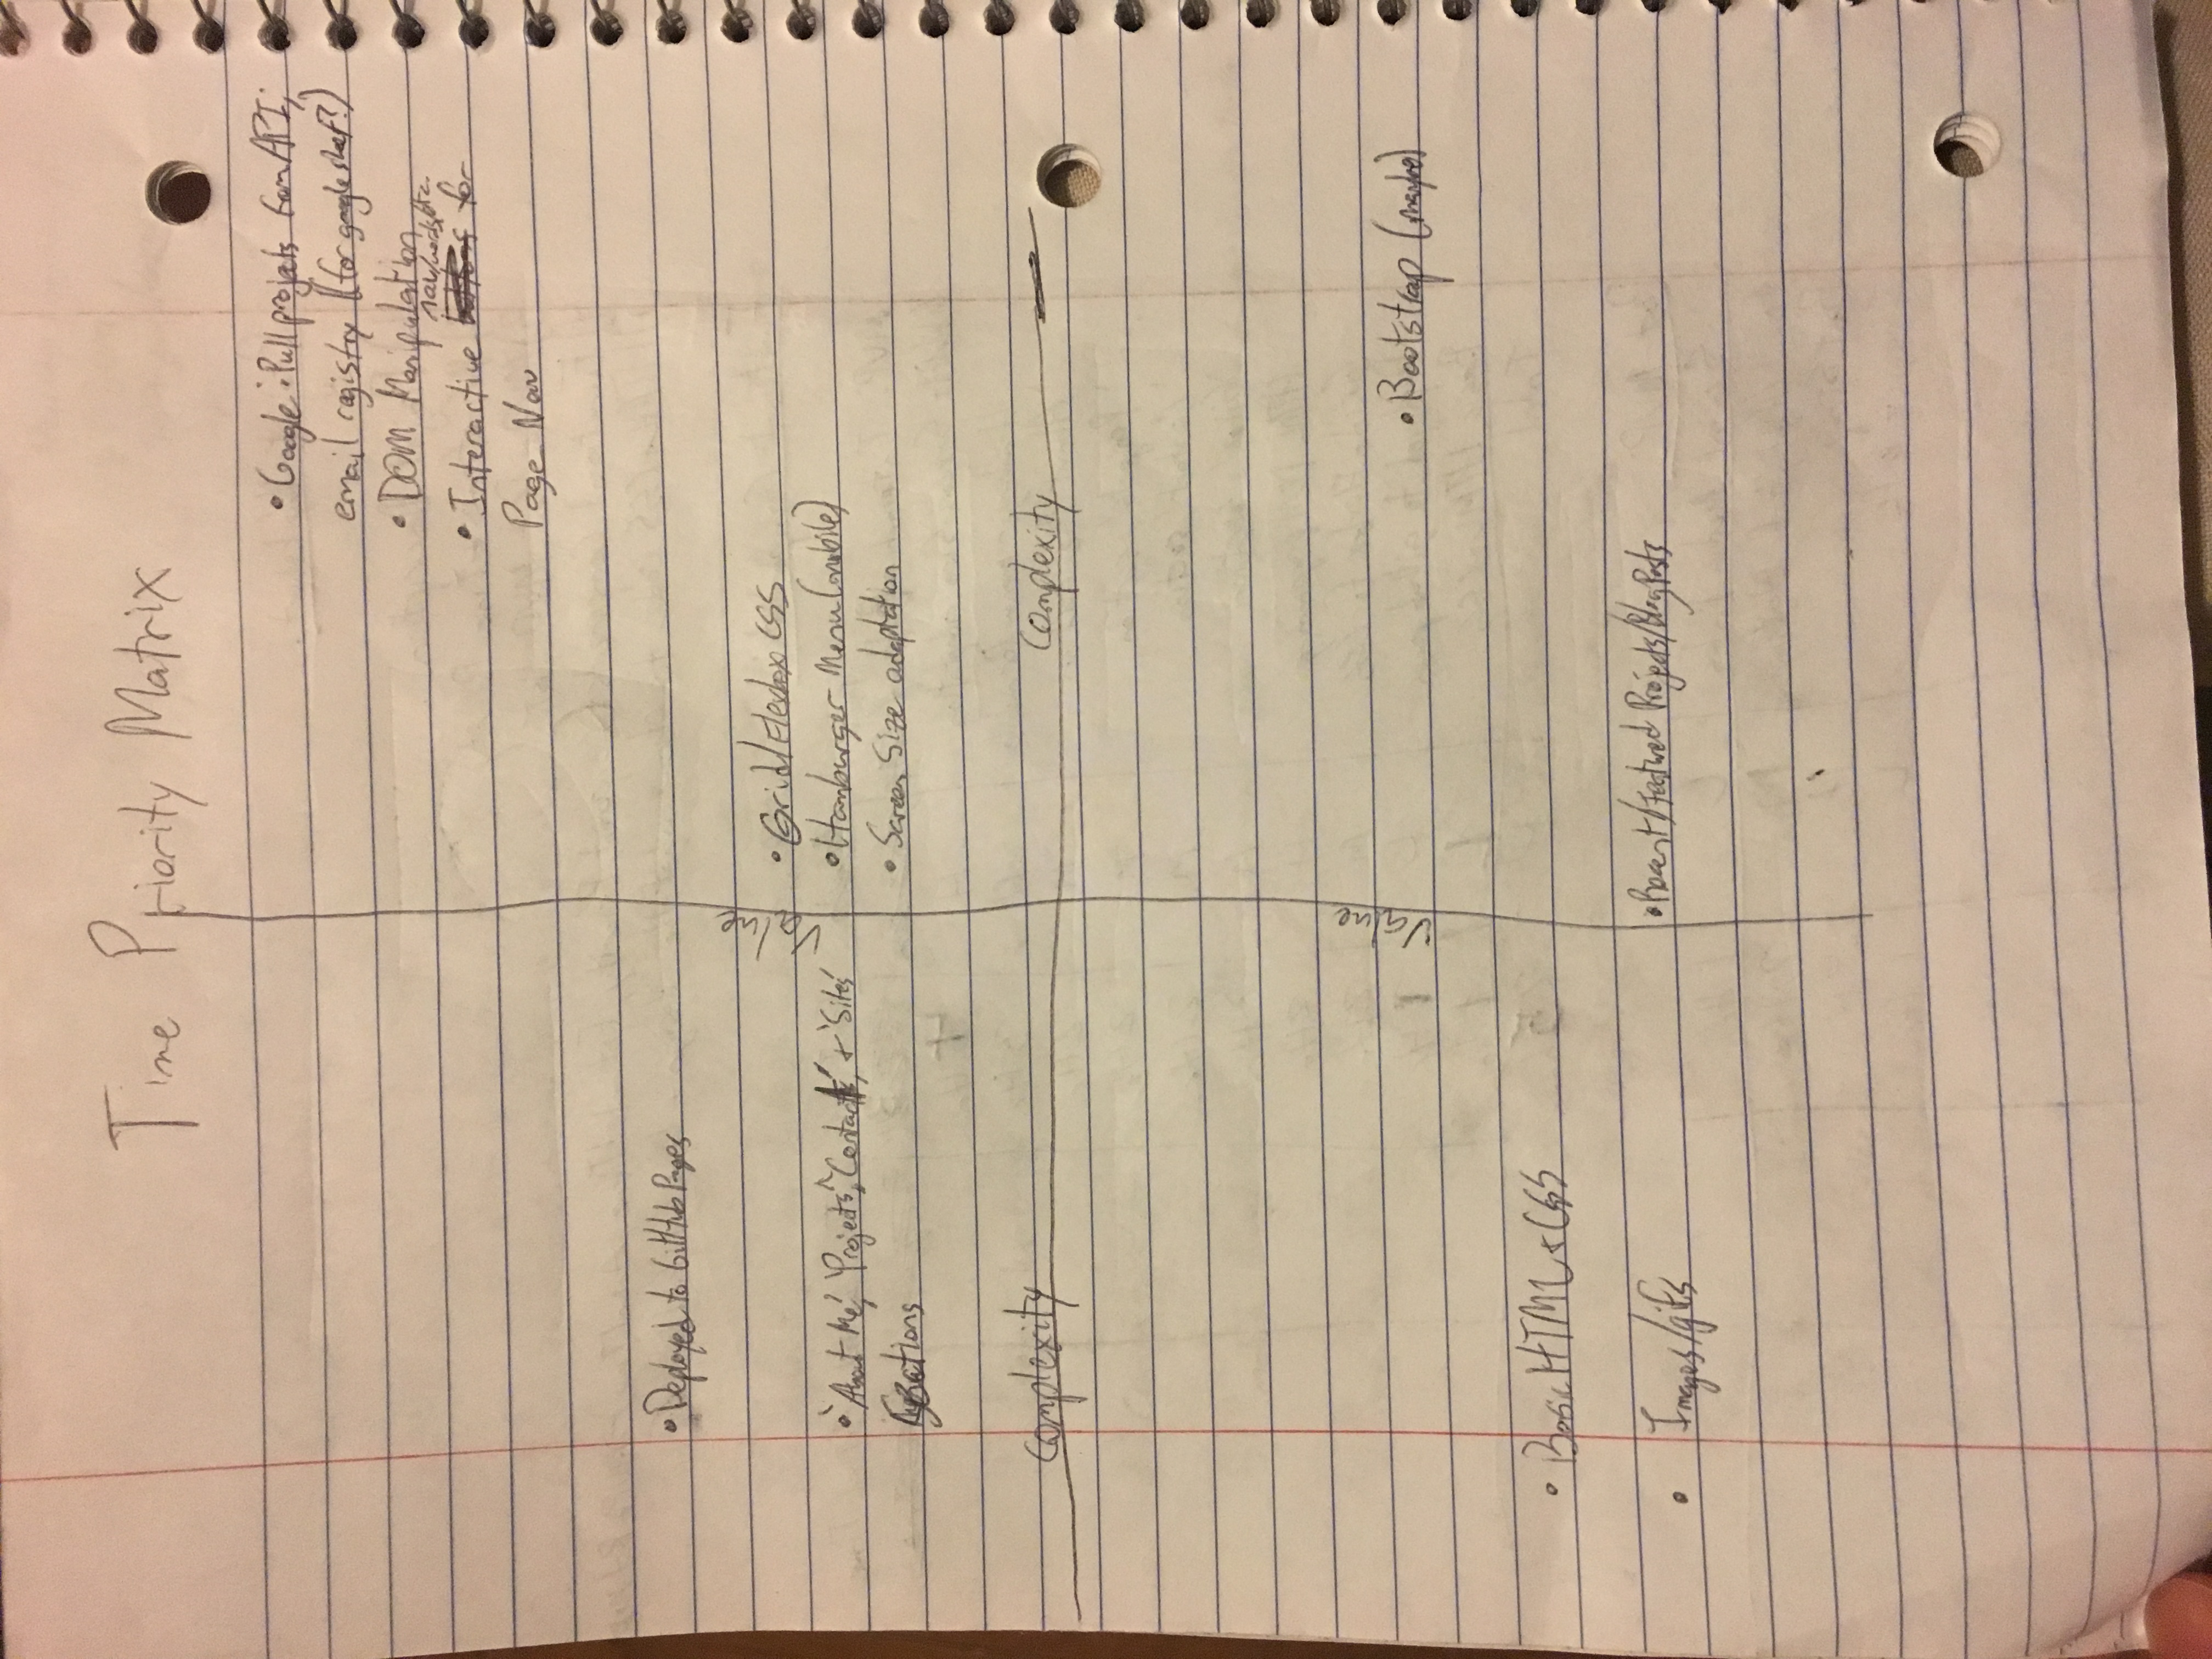 Time Priority Matrix
• Google: Pull projects from API;
email registry (for google sheet?)
• DOM Manipulation
nav/words/etc.
• Interactive for
Page Nav
• Deployed to GitHub Pages
Value
• Grid/Flexbox CSS
• Hamburger Menu (mobile)
• Screen Size adaptation
• 'About Me', 'Projects', 'Contact', + 'Sites'
Sections
Complexity
Complexity
Value
• Bootstrap (maybe)
• Basic HTML + CSS
• Images/gifs
• Recent/Featured Projects/Blog Posts